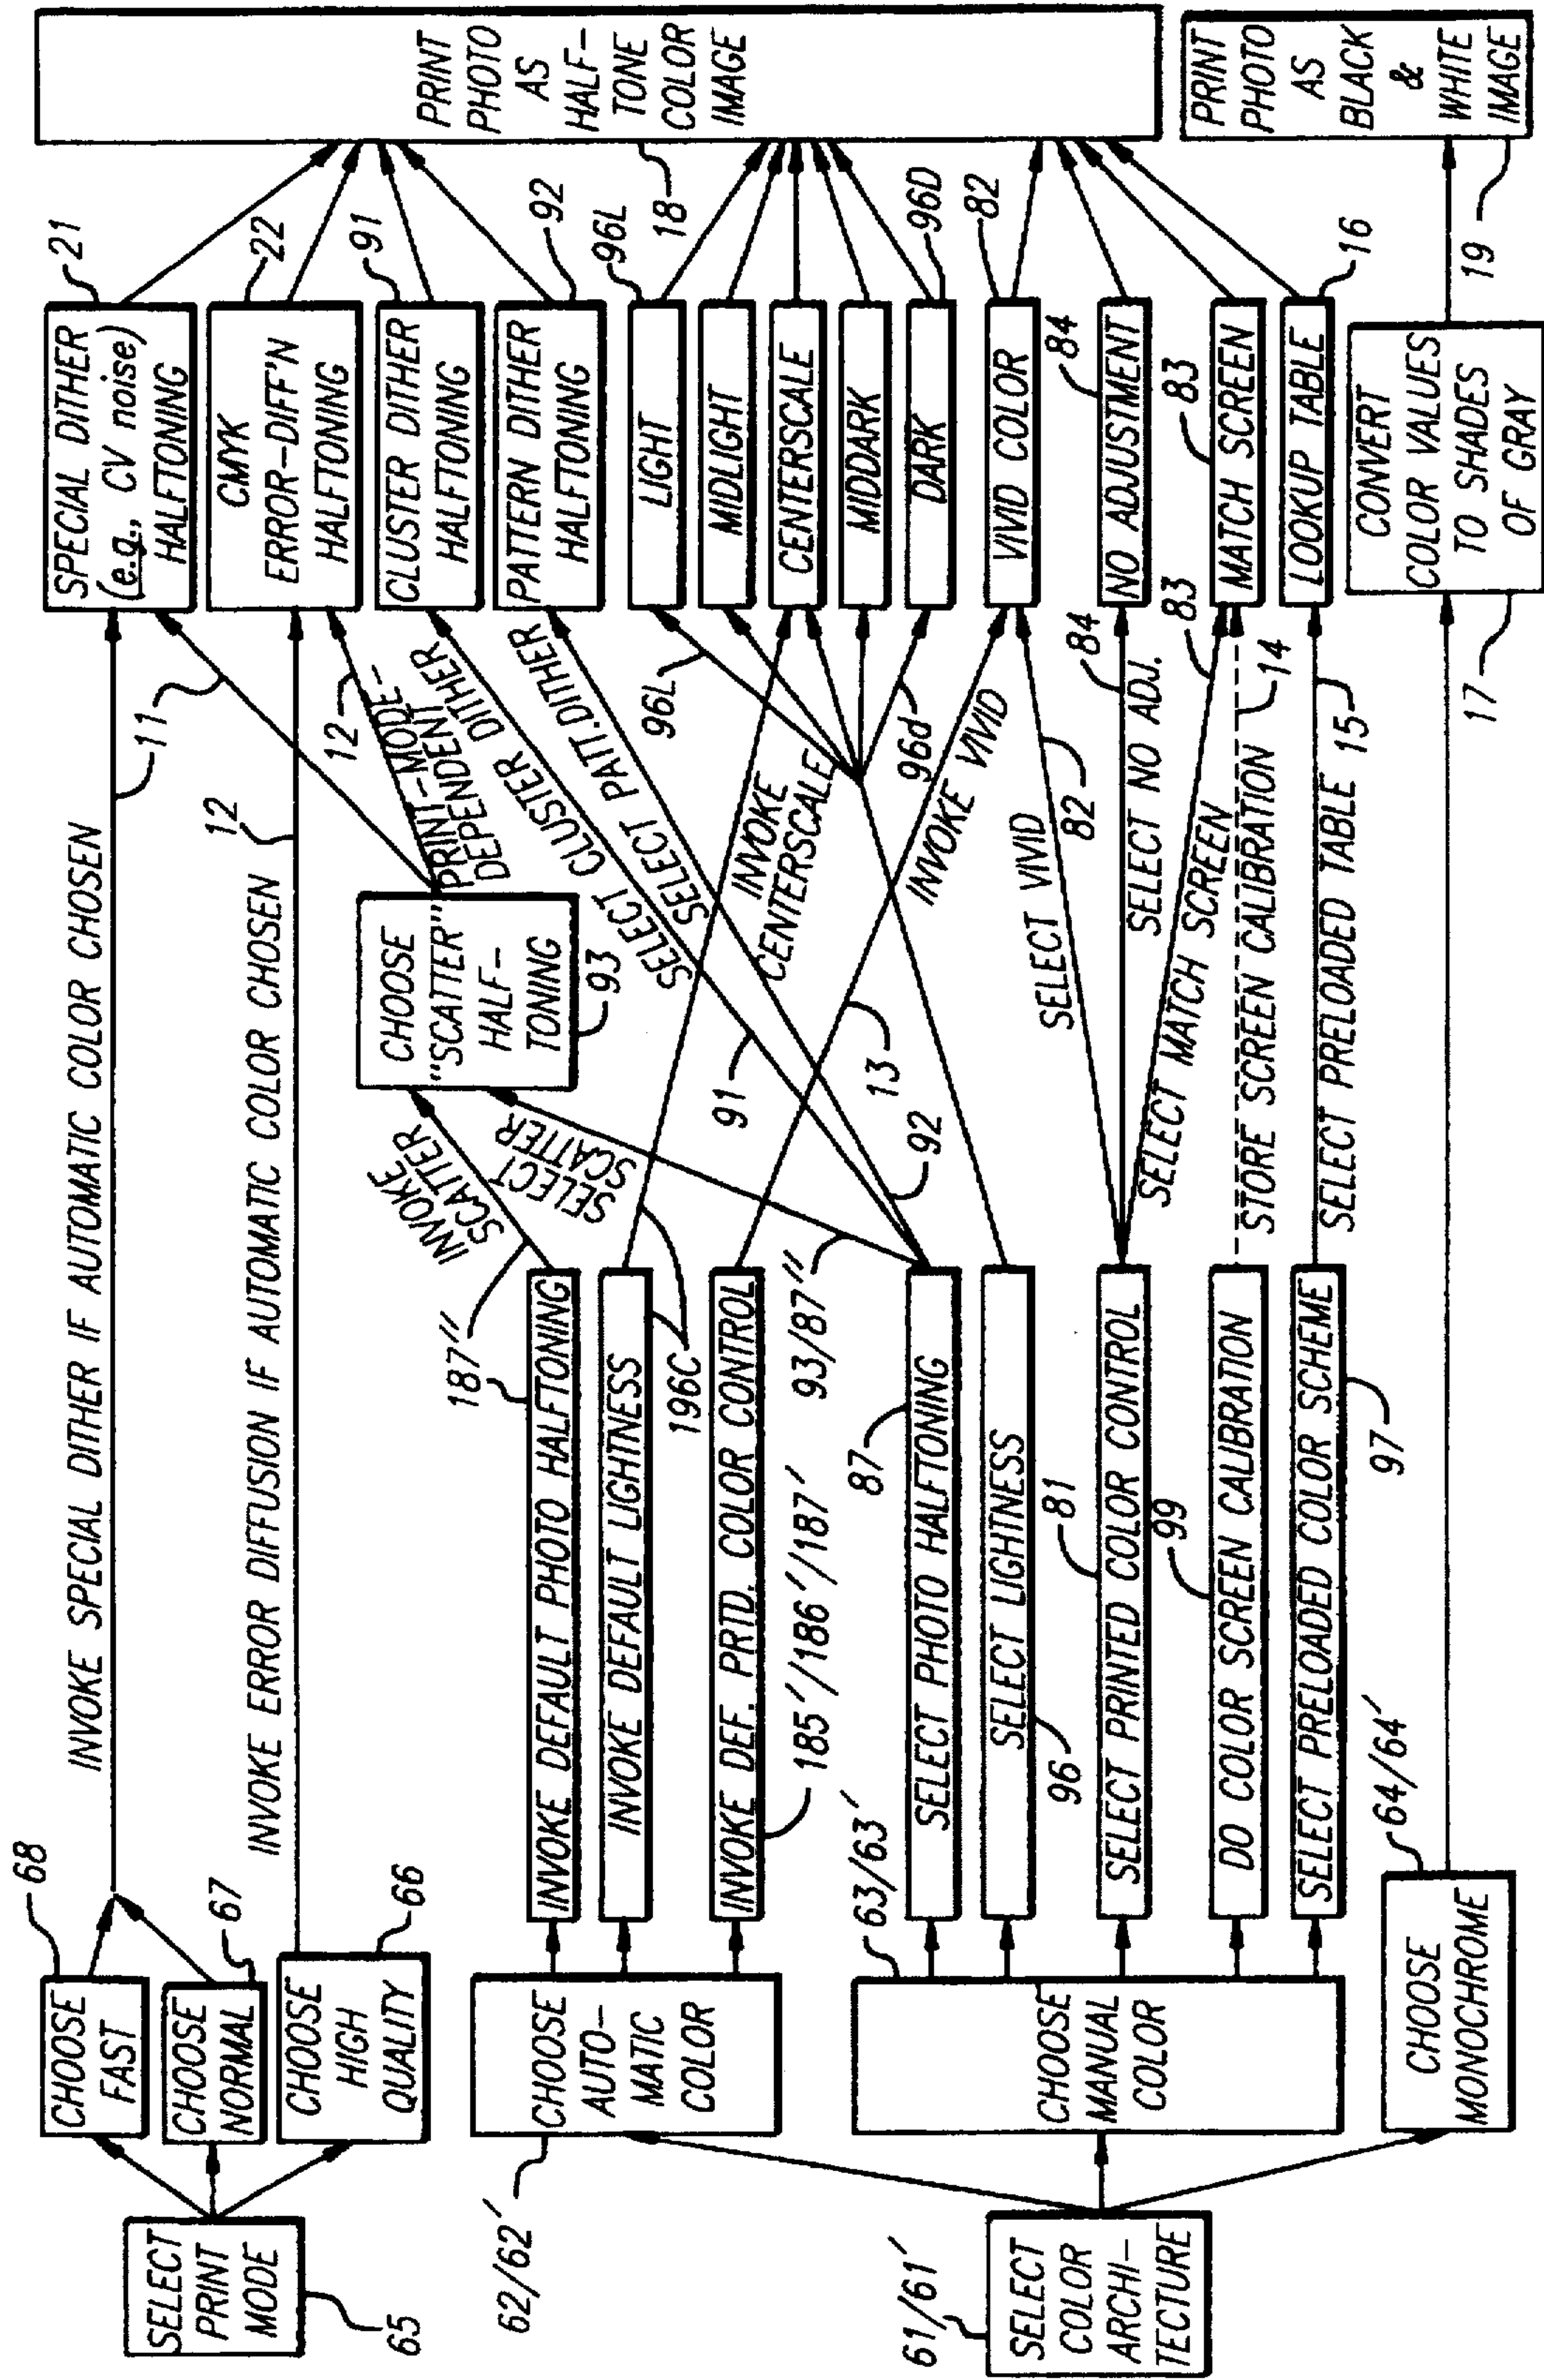 SELECT
PRINT
MODE
65
CHOOSE
FAST
68
CHOOSE
NORMAL
67
CHOOSE
HIGH
QUALITY
66
INVOKE SPECIAL DITHER IF AUTOMATIC COLOR CHOSEN
11
INVOKE ERROR DIFFUSION IF AUTOMATIC COLOR CHOSEN
12
SELECT
COLOR
ARCHI-
TECTURE
61/61'
CHOOSE
AUTO-
MATIC
COLOR
62/62'
CHOOSE
MANUAL
COLOR
63/63'
CHOOSE
MONOCHROME
64/64'
INVOKE DEFAULT PHOTO HALFTONING
187''
INVOKE DEFAULT LIGHTNESS
196C
INVOKE DEF. PRTD. COLOR CONTROL
185'/186'/187'
SELECT PHOTO HALFTONING
87
SELECT LIGHTNESS
96
SELECT PRINTED COLOR CONTROL
81
DO COLOR SCREEN CALIBRATION
99
SELECT PRELOADED COLOR SCHEME
97
INVOKE
SCATTER
SELECT
SCATTER
93/87''
CHOOSE
"SCATTER"
HALF-
TONING
93
12
PRINT-MODE-
DEPENDENT
SELECT CLUSTER DITHER
91
SELECT PATT. DITHER
92
INVOKE
CENTERSCALE
13
INVOKE VIVID
96L
96d
SELECT VIVID
82
SELECT NO ADJ.
84
SELECT MATCH SCREEN
83
STORE SCREEN CALIBRATION
14
SELECT PRELOADED TABLE
15
17
SPECIAL DITHER
(e.g., CV noise)
HALFTONING
21
CMYK
ERROR-DIFF'N
HALFTONING
22
CLUSTER DITHER
HALFTONING
91
PATTERN DITHER
HALFTONING
92
LIGHT
96L
MIDLIGHT
CENTERSCALE
MIDDARK
DARK
96D
VIVID COLOR
82
NO ADJUSTMENT
84
MATCH SCREEN
83
LOOKUP TABLE
16
CONVERT
COLOR VALUES
TO SHADES
OF GRAY
PRINT
PHOTO
AS
HALF-
TONE
COLOR
IMAGE
18
PRINT
PHOTO
AS
BLACK
&
WHITE
IMAGE
19